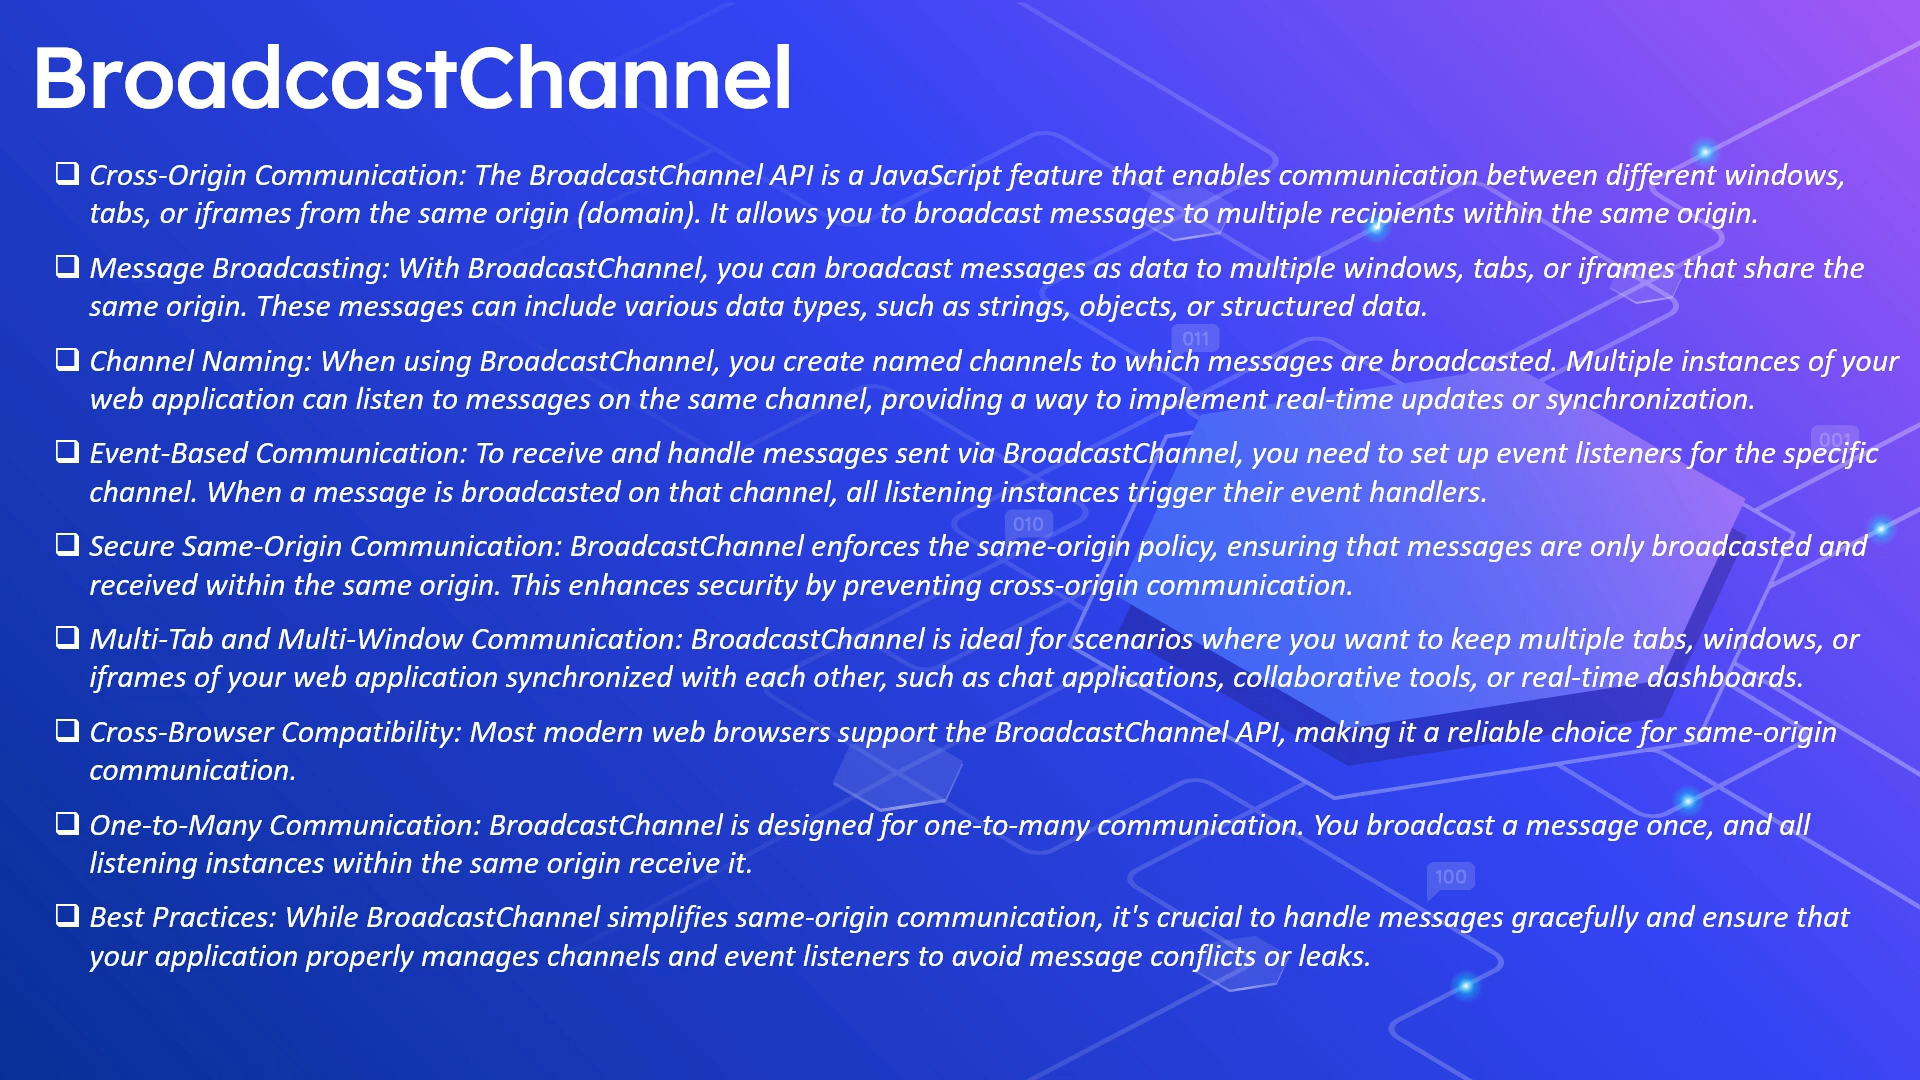 BroadcastChannel
Cross-Origin Communication: The BroadcastChannel API is a JavaScript feature that enables communication between different windows,
tabs, or iframes from the same origin (domain). It allows you to broadcast messages to multiple recipients within the same origin.
Message Broadcasting: With BroadcastChannel, you can broadcast messages as data to multiple windows, tabs, or iframes that share the
same origin. These messages can include various data types, such as strings, objects, or structured data.
011
Channel Naming: When using BroadcastChannel, you create named channels to which messages are broadcasted. Multiple instances of your
web application can listen to messages on the same channel, providing a way to implement real-time updates or synchronization.
001
Event-Based Communication: To receive and handle messages sent via BroadcastChannel, you need to set up event listeners for the specific
channel. When a message is broadcasted on that channel, all listening instances trigger their event handlers.
010
Secure Same-Origin Communication: BroadcastChannel enforces the same-origin policy, ensuring that messages are only broadcasted and
received within the same origin. This enhances security by preventing cross-origin communication.
Multi-Tab and Multi-Window Communication: BroadcastChannel is ideal for scenarios where you want to keep multiple tabs, windows, or
iframes of your web application synchronized with each other, such as chat applications, collaborative tools, or real-time dashboards.
Cross-Browser Compatibility: Most modern web browsers support the BroadcastChannel API, making it a reliable choice for same-origin
communication.
One-to-Many Communication: BroadcastChannel is designed for one-to-many communication. You broadcast a message once, and all
listening instances within the same origin receive it.
100
Best Practices: While BroadcastChannel simplifies same-origin communication, it's crucial to handle messages gracefully and ensure that
your application properly manages channels and event listeners to avoid message conflicts or leaks.